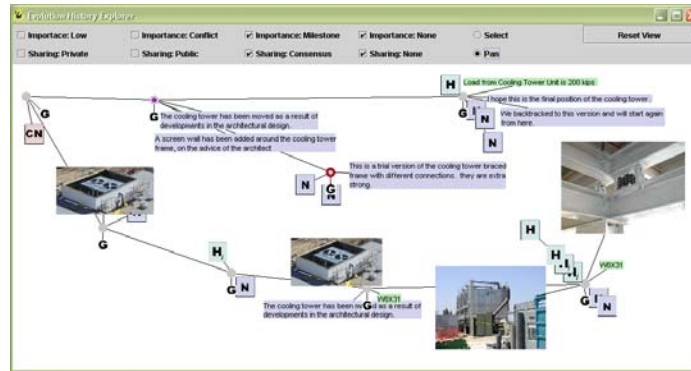 Evolution History Explorer
Importace: Low
Importance: Conflict
Importance: Milestone
Importance: None
Select
Reset View
Sharing: Private
Sharing: Public
Sharing: Consensus
Sharing: None
Pan
H
Load from Cooling Tower Unit is 200 kips
I hope this is the final position of the cooling tower .
G
G
G
N
We backtracked to this version and will start again
from here.
N
The cooling tower has been moved as a result of
developments in the architectural design.
CN
A screen wall has been added around the cooling tower
frame, on the advice of the architect
This is a trial version of the cooling tower braced
frame with different connections. they are extra
strong.
N
G
N
G
H
H
H
H
W8X31
G
N
G
N
W8X31
G
N
The cooling tower has been moved as a result of
developments in the architectural design.